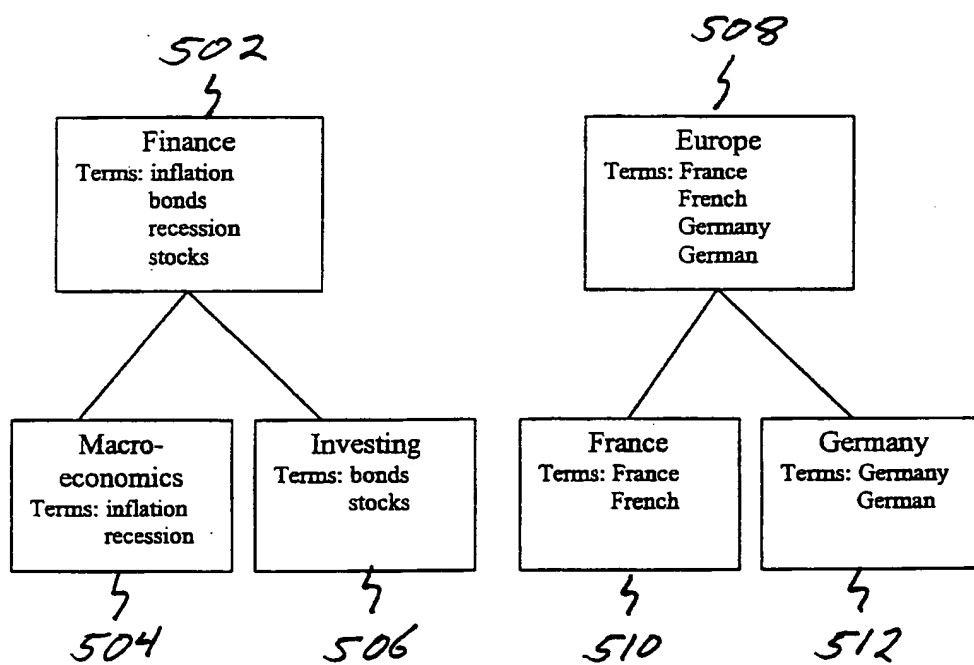 502
508
Finance
Terms: inflation
bonds
recession
stocks
Europe
Terms: France
French
Germany
German
Macro-
economics
Terms: inflation
recession
Investing
Terms: bonds
stocks
France
Terms: France
French
Germany
Terms: Germany
German
504
506
510
512